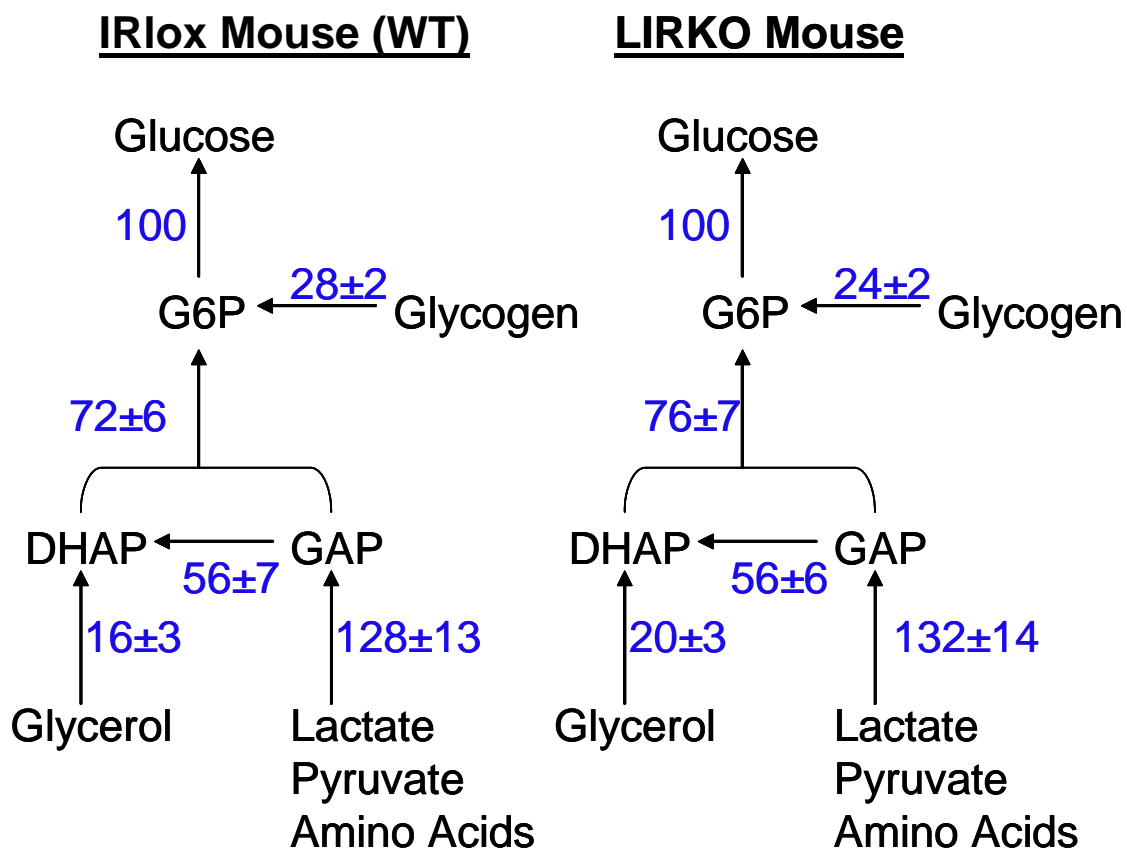 IRlox Mouse (WT)
Glucose
100
28±2
G6P
Glycogen
72±6
DHAP
GAP
56±7
16±3
128±13
Glycerol
Lactate
Pyruvate
Amino Acids
LIRKO Mouse
Glucose
100
24±2
G6P
Glycogen
76±7
DHAP
GAP
56±6
20±3
132±14
Glycerol
Lactate
Pyruvate
Amino Acids